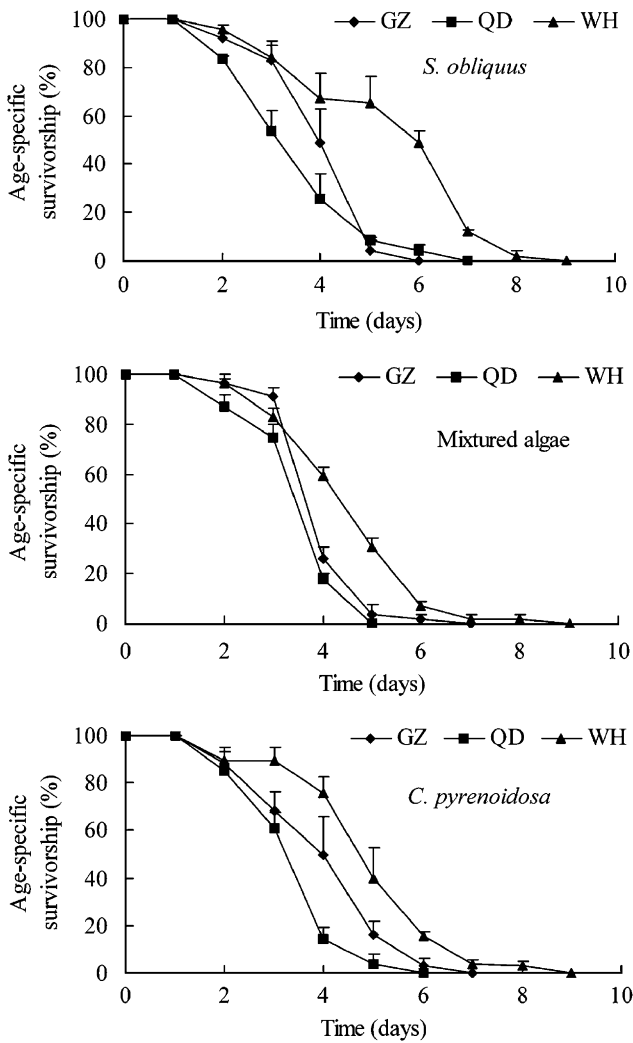 GZ QD WH
S. obliquus
Age-specific
survivorship (%)
100
80
60
40
20
0
0 2 4 6 8 10
Time (days)
GZ QD WH
Mixtured algae
Age-specific
survivorship (%)
100
80
60
40
20
0
0 2 4 6 8 10
Time (days)
GZ QD WH
C. pyrenoidosa
Age-specific
survivorship (%)
100
80
60
40
20
0
0 2 4 6 8 10
Time (days)